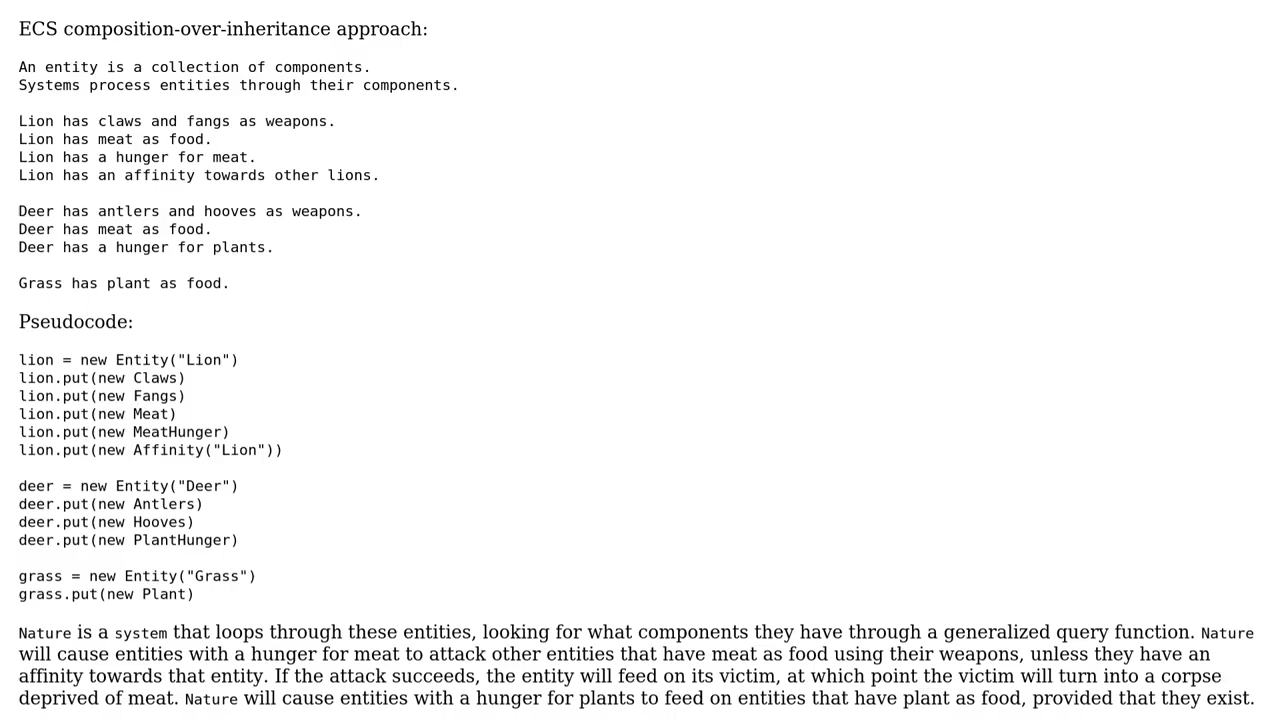 ECS composition-over-inheritance approach:
An entity is a collection of components.
Systems process entities through their components.
Lion has claws and fangs as weapons.
Lion has meat as food.
Lion has a hunger for meat.
Lion has an affinity towards other lions.
Deer has antlers and hooves as weapons.
Deer has meat as food.
Deer has a hunger for plants.
Grass has plant as food.
Pseudocode:
lion = new Entity("Lion")
lion.put(new Claws)
lion.put(new Fangs)
lion.put(new Meat)
lion.put(new MeatHunger)
lion.put(new Affinity("Lion"))
deer = new Entity("Deer")
deer.put(new Antlers)
deer.put(new Hooves)
deer.put(new PlantHunger)
grass = new Entity("Grass")
grass.put(new Plant)
Nature is a system that loops through these entities, looking for what components they have through a generalized query function. Nature
will cause entities with a hunger for meat to attack other entities that have meat as food using their weapons, unless they have an
affinity towards that entity. If the attack succeeds, the entity will feed on its victim, at which point the victim will turn into a corpse
deprived of meat. Nature will cause entities with a hunger for plants to feed on entities that have plant as food, provided that they exist.